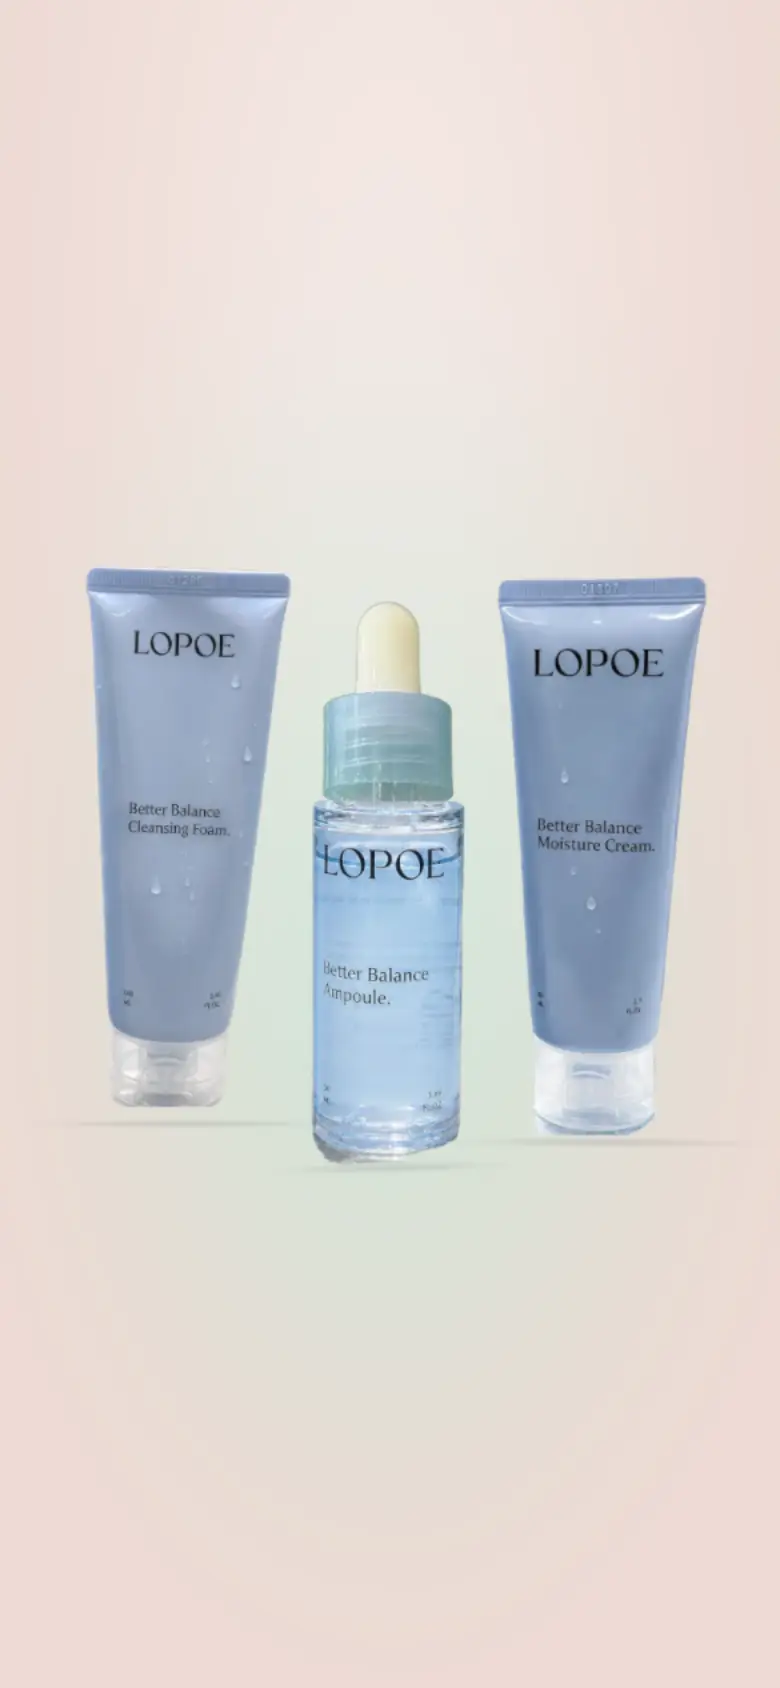 LOPOE
Better Balance
Cleansing Foam.
LOPOE
Better Balance
Ampoule.
LOPOE
Better Balance
Moisture Cream.